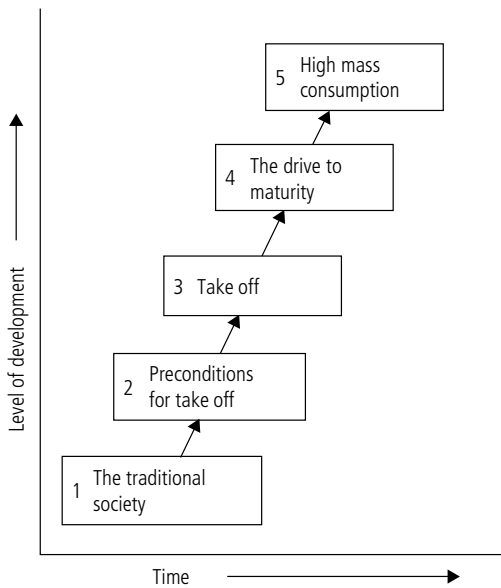 5 High mass
consumption
4 The drive to
maturity
3 Take off
2 Preconditions
for take off
1 The traditional
society
Level of development
Time